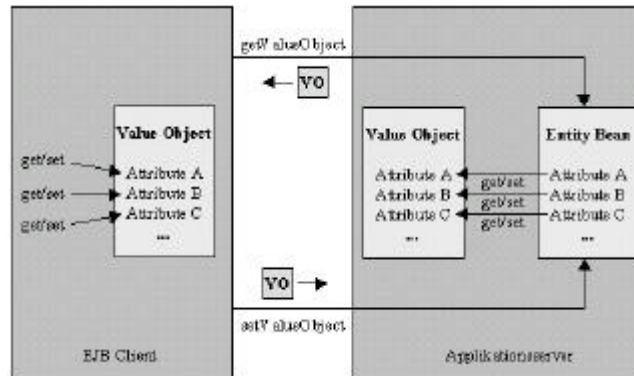 getValueObject
VO
Value Object
get/set
Attribute A
get/set
Attribute B
get/set
Attribute C
...
Value Object
Attribute A
Attribute B
Attribute C
...
get/set
get/set
get/set
Entity Bean
Attribute A
Attribute B
Attribute C
...
VO
setValueObject
EJB Client
Applikationsserver